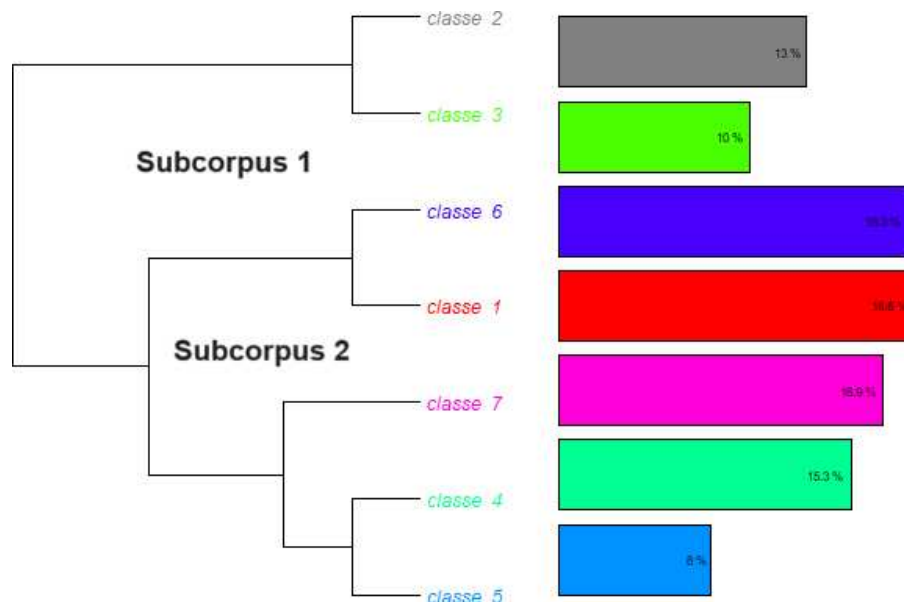 classe 2
13 %
classe 3
10 %
Subcorpus 1
classe 6
classe 1
Subcorpus 2
classe 7
16.9 %
classe 4
15.3 %
classe 5
8 %